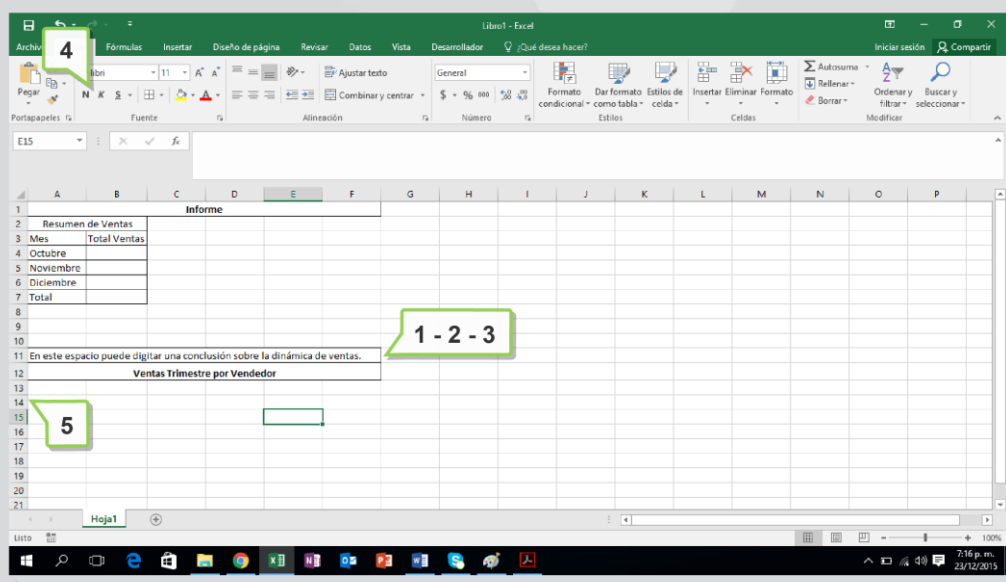 Libro1 - Excel
Archiv
Fórmulas Insertar Diseño de página Revisar Datos Vista Desarrollador ¿Qué desea hacer? Iniciar sesión Compartir
4
Pegar
11 A A Ajustar texto General
N K S A Combinar y centrar $ % 000
Formato condicional
Dar formato como tabla
Estilos de celda
Insertar Eliminar Formato
Autosuma
Rellenar
Borrar
Ordenar y filtrar
Buscar y seleccionar
Portapapeles Fuente Alineación Número Estilos Celdas Modificar
E15 fx
A B C D E F G H I J K L M N O P
1 Informe
2 Resumen de Ventas
3 Mes Total Ventas
4 Octubre
5 Noviembre
6 Diciembre
7 Total
8
9
10
1 - 2 - 3
11 En este espacio puede digitar una conclusión sobre la dinámica de ventas.
12 Ventas Trimestre por Vendedor
13
14
15
5
16
17
18
19
20
21
Hoja1
Listo 100%
7:16 p. m.
23/12/2015